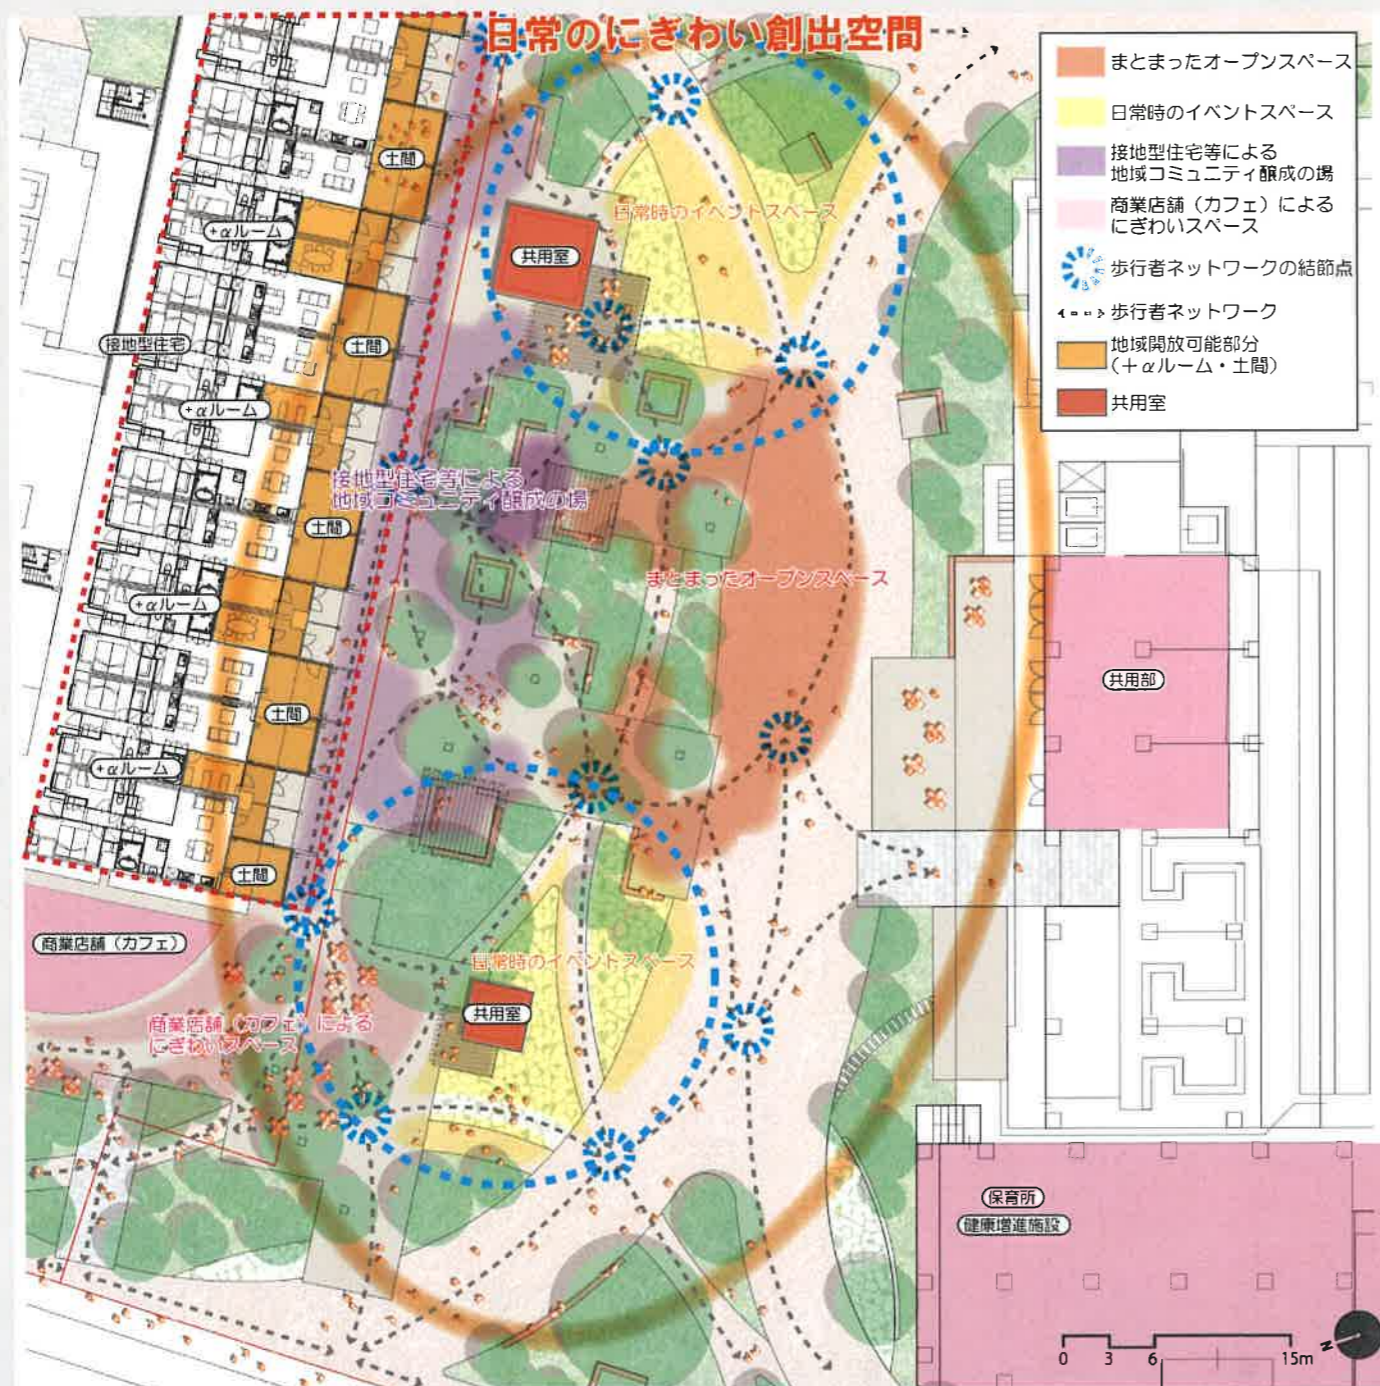 日常のにぎわい創出空間
まとまったオープンスペース
日常時のイベントスペース
接地型住宅等による
地域コミュニティ醸成の場
商業店舗（カフェ）による
にぎわいスペース
歩行者ネットワークの結節点
歩行者ネットワーク
地域開放可能部分
（＋αルーム・土間）
共用室
土間
+αルーム
日常時のイベントスペース
共用室
接地型住宅
土間
+αルーム
接地型住宅等による
地域コミュニティ醸成の場
土間
まとまったオープンスペース
+αルーム
共用部
土間
+αルーム
土間
商業店舗（カフェ）
日常時のイベントスペース
共用室
商業店舗（カフェ）による
にぎわいスペース
保育所
健康増進施設
0 3 6 15m
N